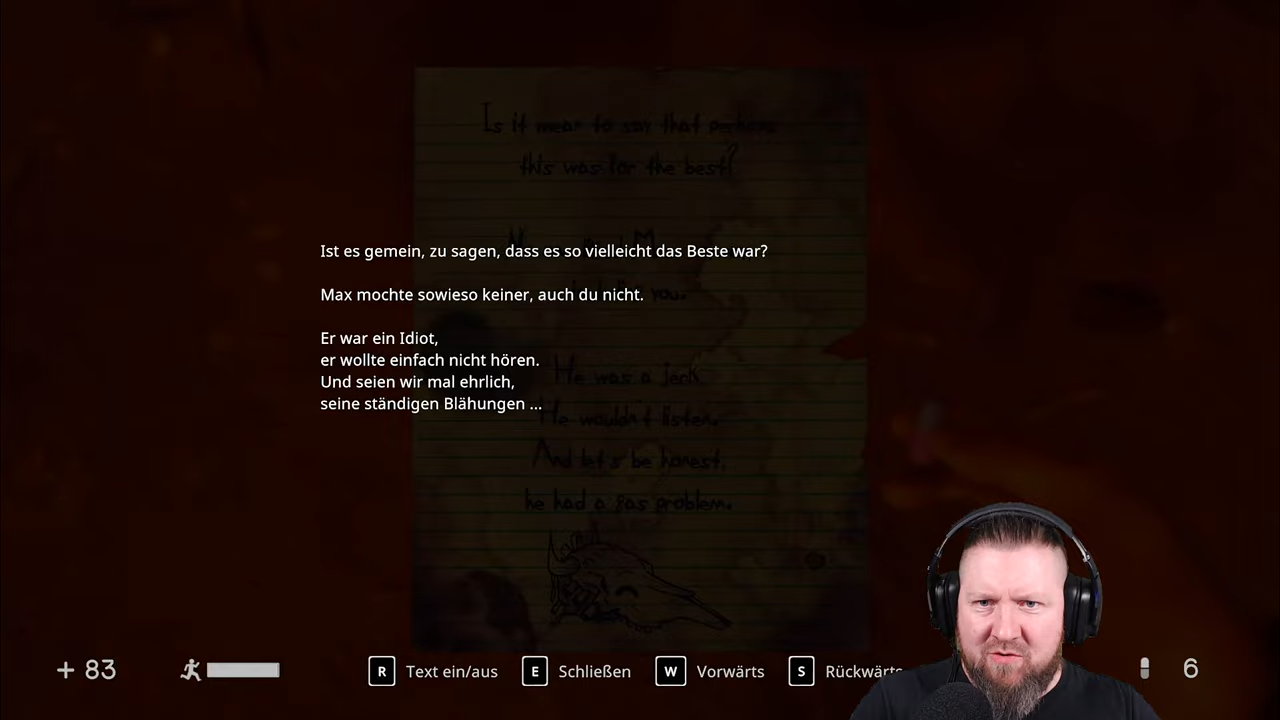 Is it mean to say that perhaps
this was for the best?
Ist es gemein, zu sagen, dass es so vielleicht das Beste war?
Max mochte sowieso keiner, auch du nicht.
you.
Er war ein Idiot,
er wollte einfach nicht hören.
Und seien wir mal ehrlich,
seine ständigen Blähungen ...
He was a jerk.
He wouldn't listen.
And let's be honest,
he had a gas problem.
+ 83
R Text ein/aus
E Schließen
W Vorwärts
S Rückwärts
6